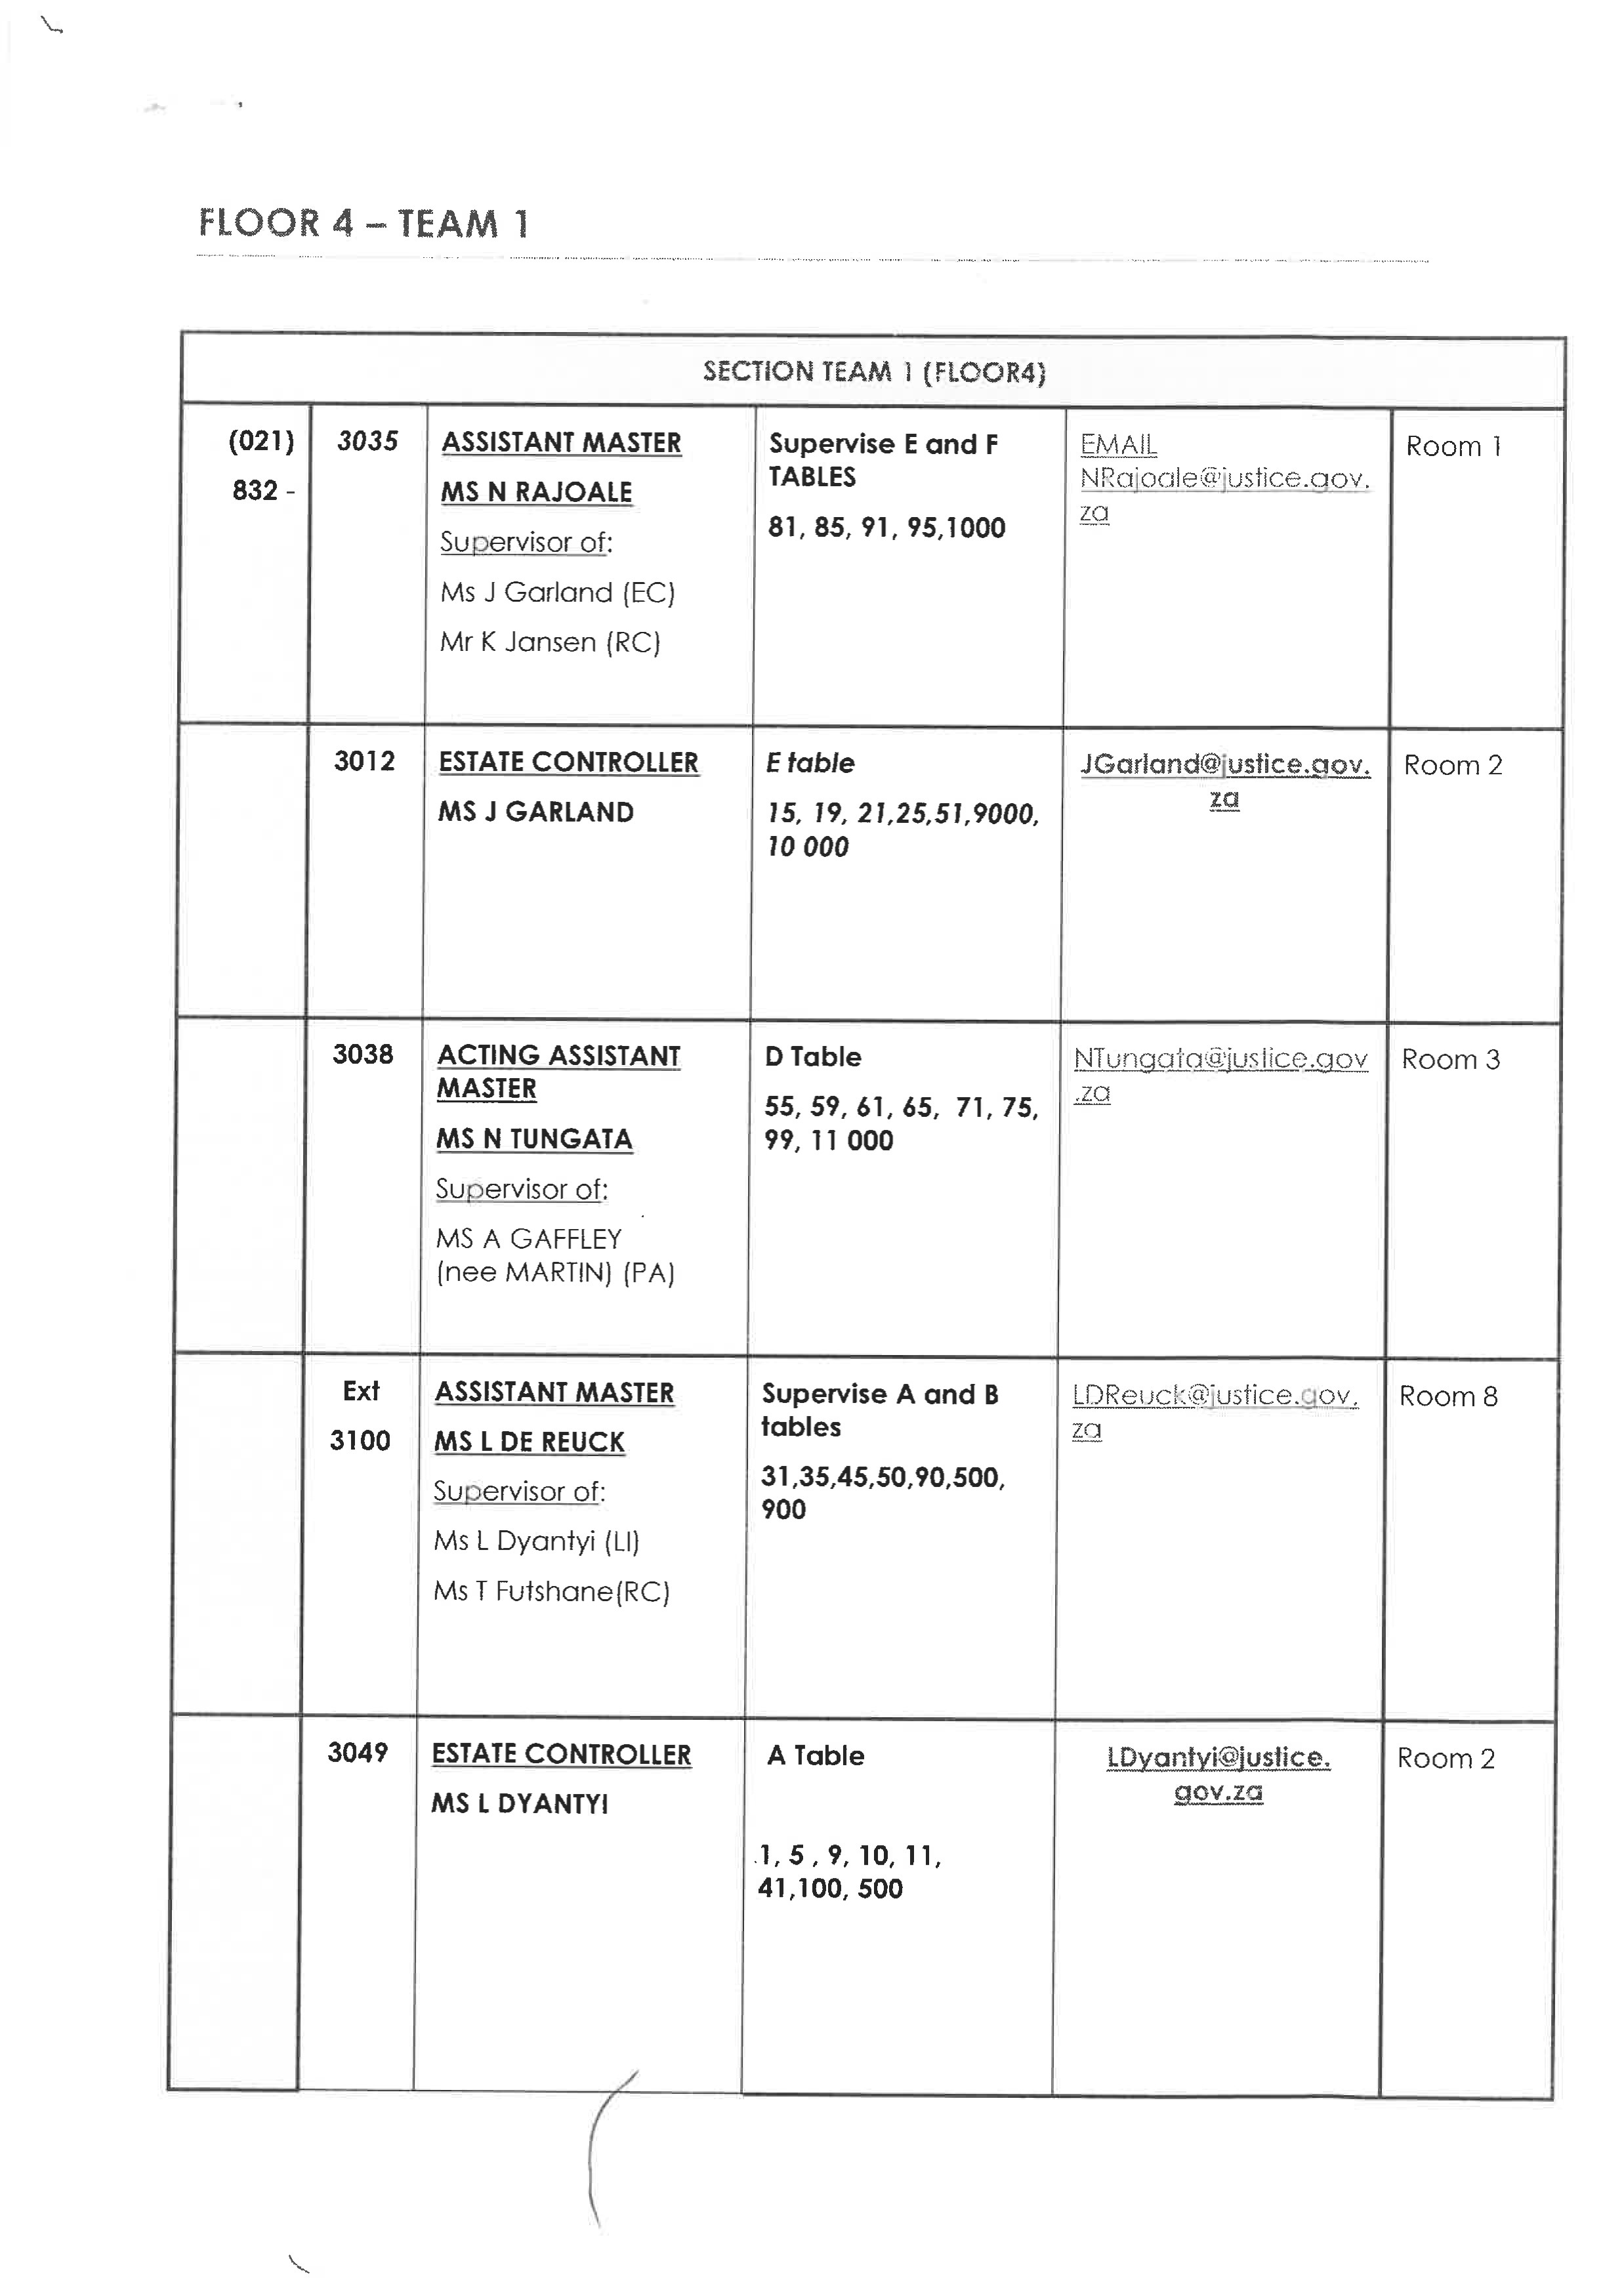 FLOOR 4 – TEAM 1
SECTION TEAM 1 (FLOOR4)
(021)
832 -
3035
ASSISTANT MASTER
MS N RAJOALE
Supervisor of:
Ms J Garland (EC)
Mr K Jansen (RC)
Supervise E and F
TABLES
81, 85, 91, 95,1000
EMAIL
NRajoale@justice.gov.
za
Room 1
3012
ESTATE CONTROLLER
MS J GARLAND
E table
15, 19, 21,25,51,9000,
10 000
JGarland@justice.gov.
za
Room 2
3038
ACTING ASSISTANT
MASTER
MS N TUNGATA
Supervisor of:
MS A GAFFLEY
(nee MARTIN) (PA)
D Table
55, 59, 61, 65, 71, 75,
99, 11 000
NTungata@justice.gov
.za
Room 3
Ext
3100
ASSISTANT MASTER
MS L DE REUCK
Supervisor of:
Ms L Dyantyi (LI)
Ms T Futshane(RC)
Supervise A and B
tables
31,35,45,50,90,500,
900
LDReuck@justice.gov.
za
Room 8
3049
ESTATE CONTROLLER
MS L DYANTYI
A Table
1, 5 , 9, 10, 11,
41,100, 500
LDyantyi@justice.
gov.za
Room 2